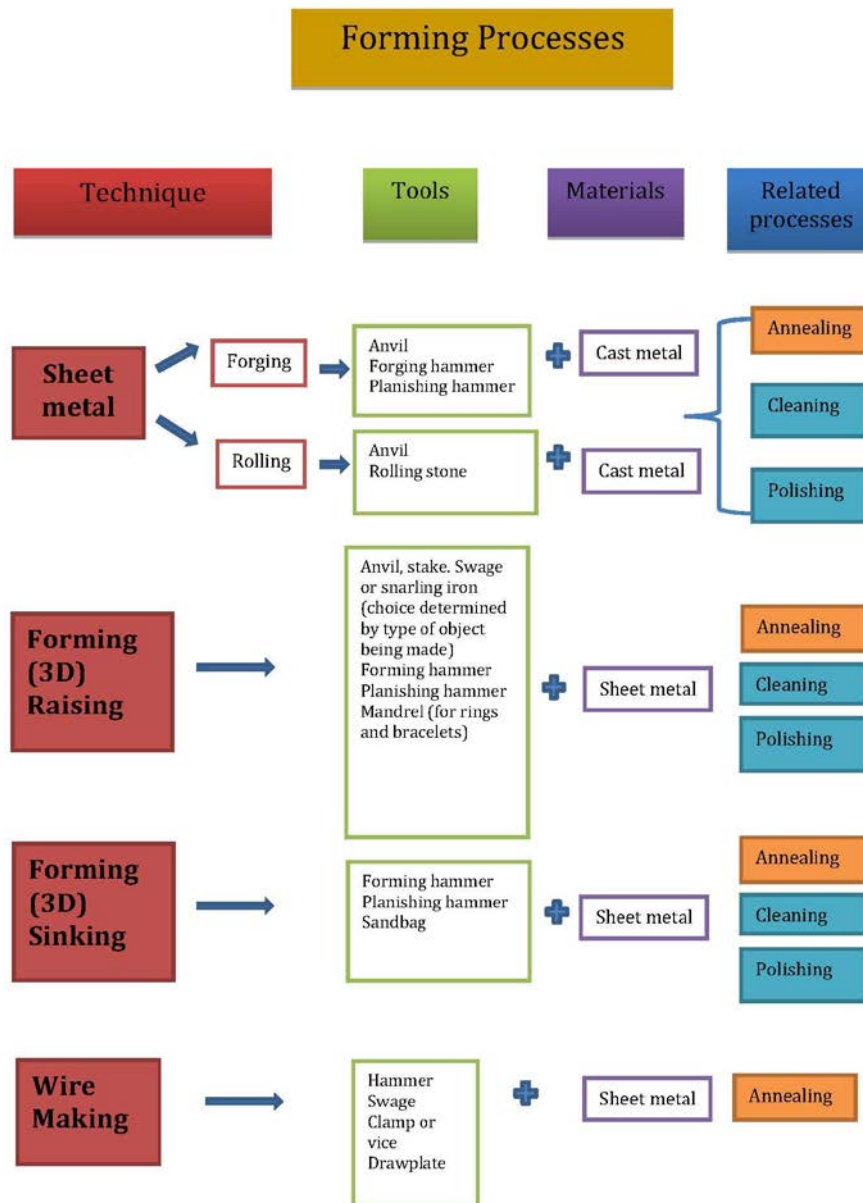 Forming Processes
Technique
Tools
Materials
Related
processes
Sheet
metal
Forging
Anvil
Forging hammer
Planishing hammer
Cast metal
Rolling
Anvil
Rolling stone
Cast metal
Annealing
Cleaning
Polishing
Forming
(3D)
Raising
Anvil, stake. Swage
or snarling iron
(choice determined
by type of object
being made)
Forming hammer
Planishing hammer
Mandrel (for rings
and bracelets)
Sheet metal
Annealing
Cleaning
Polishing
Forming
(3D)
Sinking
Forming hammer
Planishing hammer
Sandbag
Sheet metal
Annealing
Cleaning
Polishing
Wire
Making
Hammer
Swage
Clamp or
vice
Drawplate
Sheet metal
Annealing